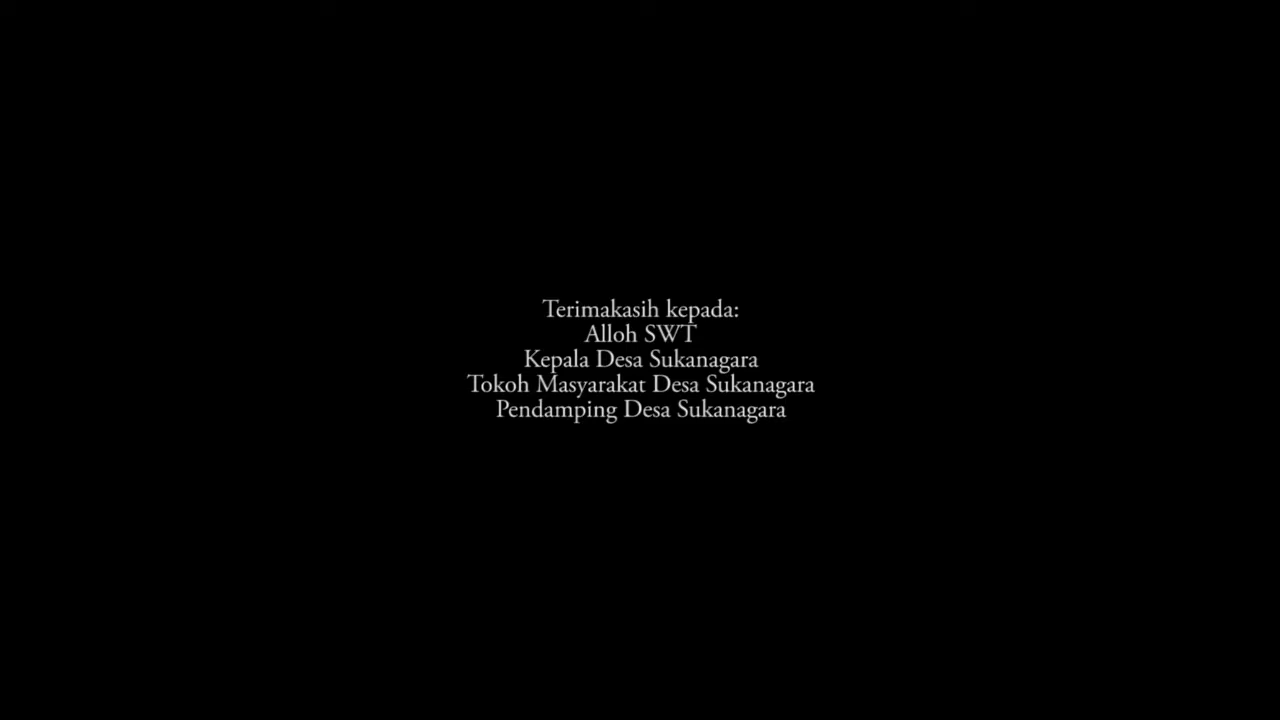 Terimakasih kepada:
Alloh SWT
Kepala Desa Sukanagara
Tokoh Masyarakat Desa Sukanagara
Pendamping Desa Sukanagara